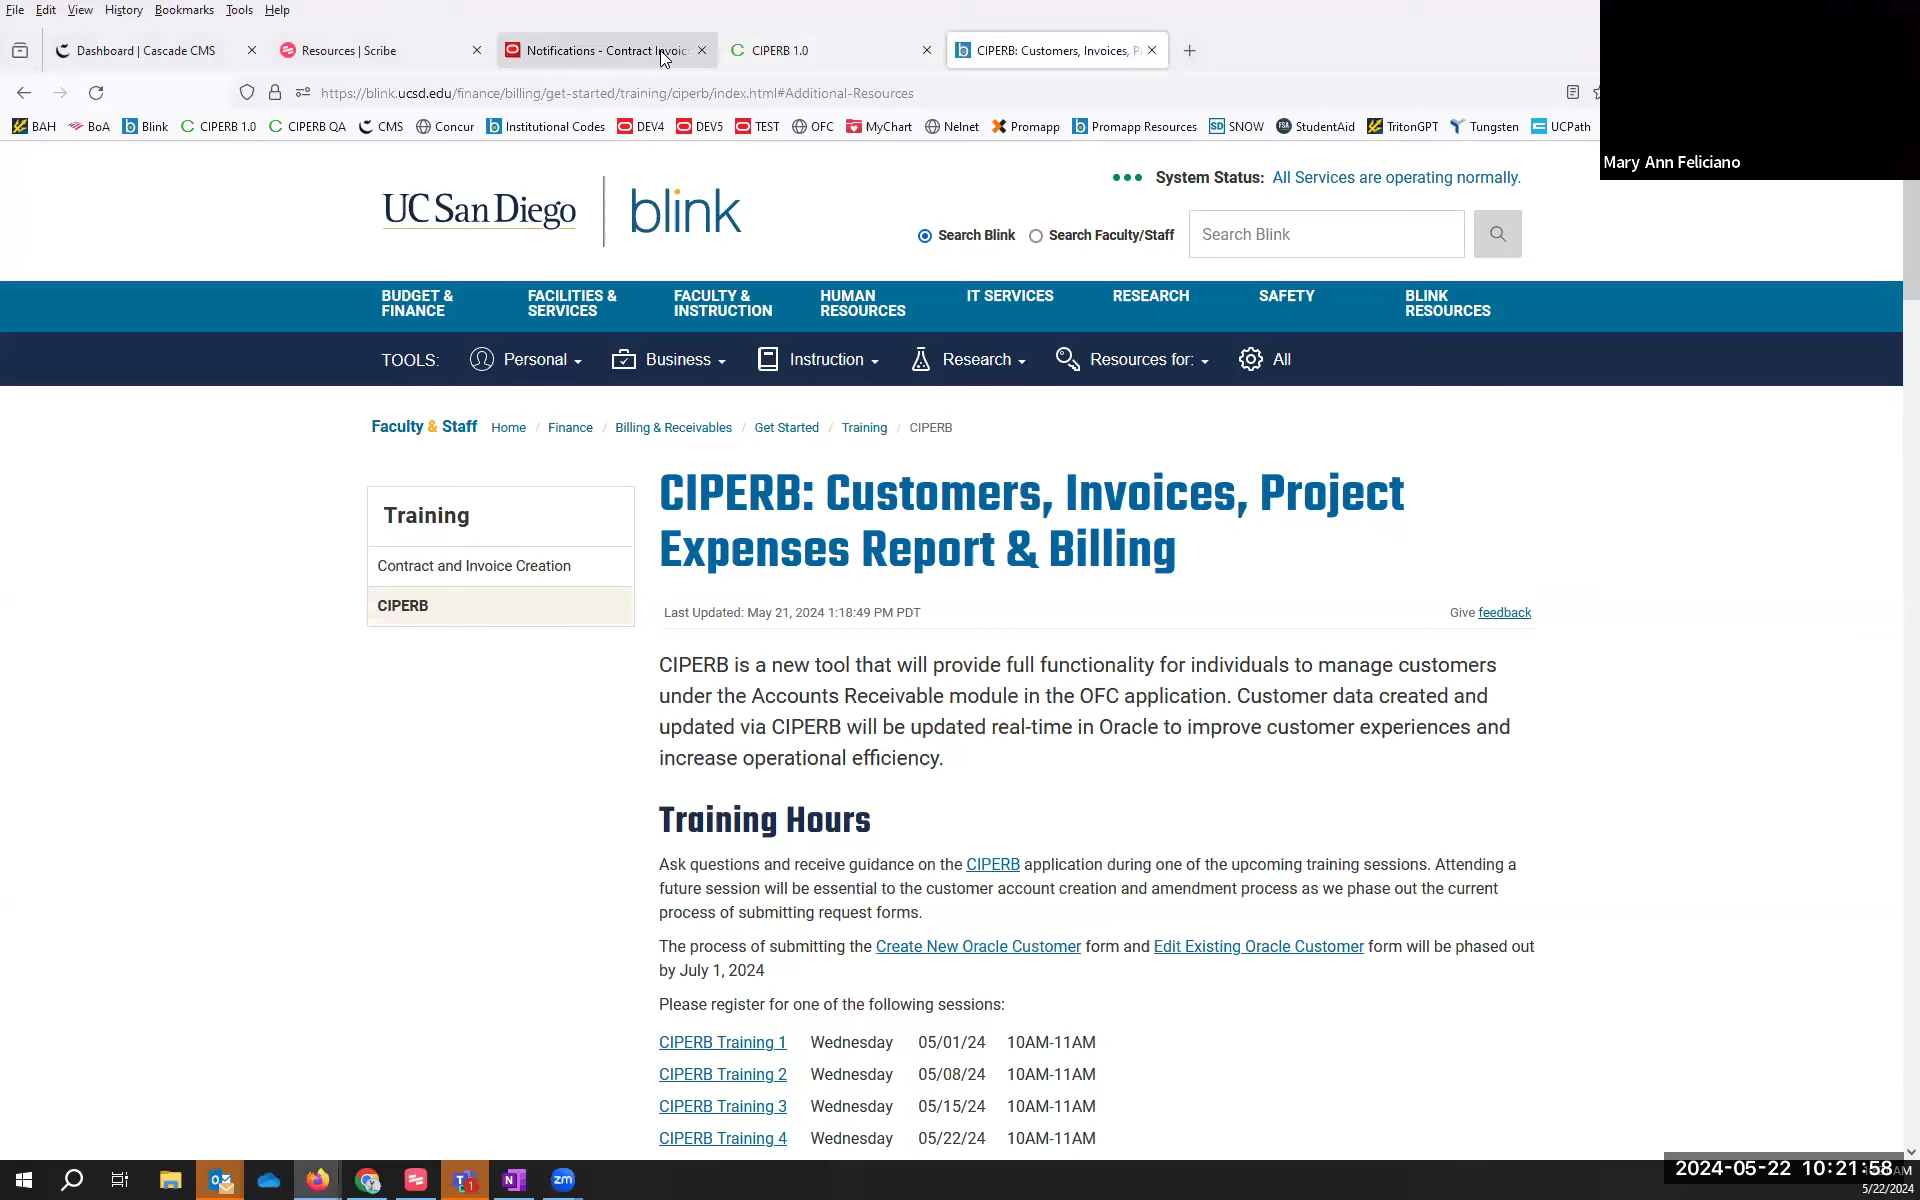 File Edit View History Bookmarks Tools Help
Dashboard | Cascade CMS
Resources | Scribe
Notifications - Contract Invoic
CIPERB 1.0
CIPERB: Customers, Invoices, P
https://blink.ucsd.edu/finance/billing/get-started/training/ciperb/index.html#Additional-Resources
BAH BoA Blink CIPERB 1.0 CIPERB QA CMS Concur Institutional Codes DEV4 DEV5 TEST OFC MyChart Nelnet Promapp Promapp Resources SNOW StudentAid TritonGPT Tungsten UCPath
Mary Ann Feliciano
System Status: All Services are operating normally.
UC San Diego blink
Search Blink Search Faculty/Staff Search Blink
BUDGET & FINANCE
FACILITIES & SERVICES
FACULTY & INSTRUCTION
HUMAN RESOURCES
IT SERVICES
RESEARCH
SAFETY
BLINK RESOURCES
TOOLS: Personal Business Instruction Research Resources for: All
Faculty & Staff Home / Finance / Billing & Receivables / Get Started / Training / CIPERB
Training
Contract and Invoice Creation
CIPERB
CIPERB: Customers, Invoices, Project
Expenses Report & Billing
Last Updated: May 21, 2024 1:18:49 PM PDT
Give feedback
CIPERB is a new tool that will provide full functionality for individuals to manage customers
under the Accounts Receivable module in the OFC application. Customer data created and
updated via CIPERB will be updated real-time in Oracle to improve customer experiences and
increase operational efficiency.
Training Hours
Ask questions and receive guidance on the CIPERB application during one of the upcoming training sessions. Attending a
future session will be essential to the customer account creation and amendment process as we phase out the current
process of submitting request forms.
The process of submitting the Create New Oracle Customer form and Edit Existing Oracle Customer form will be phased out
by July 1, 2024
Please register for one of the following sessions:
CIPERB Training 1 Wednesday 05/01/24 10AM-11AM
CIPERB Training 2 Wednesday 05/08/24 10AM-11AM
CIPERB Training 3 Wednesday 05/15/24 10AM-11AM
CIPERB Training 4 Wednesday 05/22/24 10AM-11AM
2024-05-22 10:21:58
5/22/2024